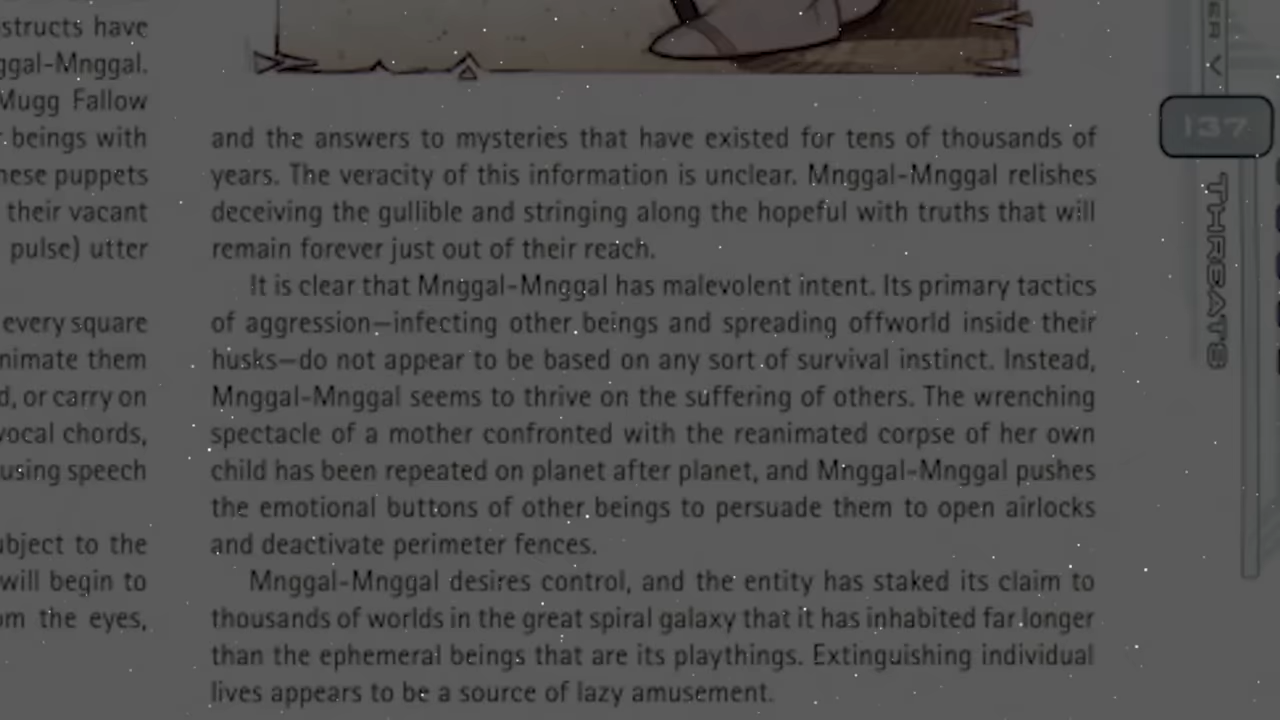 structs have
ggal-Mnggal.
Mugg Fallow
beings with
nese puppets
their vacant
pulse) utter
every square
nimate them
d, or carry on
vocal chords,
using speech
ubject to the
will begin to
om the eyes,
and the answers to mysteries that have existed for tens of thousands of
years. The veracity of this information is unclear. Mnggal-Mnggal relishes
deceiving the gullible and stringing along the hopeful with truths that will
remain forever just out of their reach.
It is clear that Mnggal-Mnggal has malevolent intent. Its primary tactics
of aggression—infecting other beings and spreading offworld inside their
husks—do not appear to be based on any sort of survival instinct. Instead,
Mnggal-Mnggal seems to thrive on the suffering of others. The wrenching
spectacle of a mother confronted with the reanimated corpse of her own
child has been repeated on planet after planet, and Mnggal-Mnggal pushes
the emotional buttons of other beings to persuade them to open airlocks
and deactivate perimeter fences.
Mnggal-Mnggal desires control, and the entity has staked its claim to
thousands of worlds in the great spiral galaxy that it has inhabited far longer
than the ephemeral beings that are its playthings. Extinguishing individual
lives appears to be a source of lazy amusement.
ER V
137
THREATS